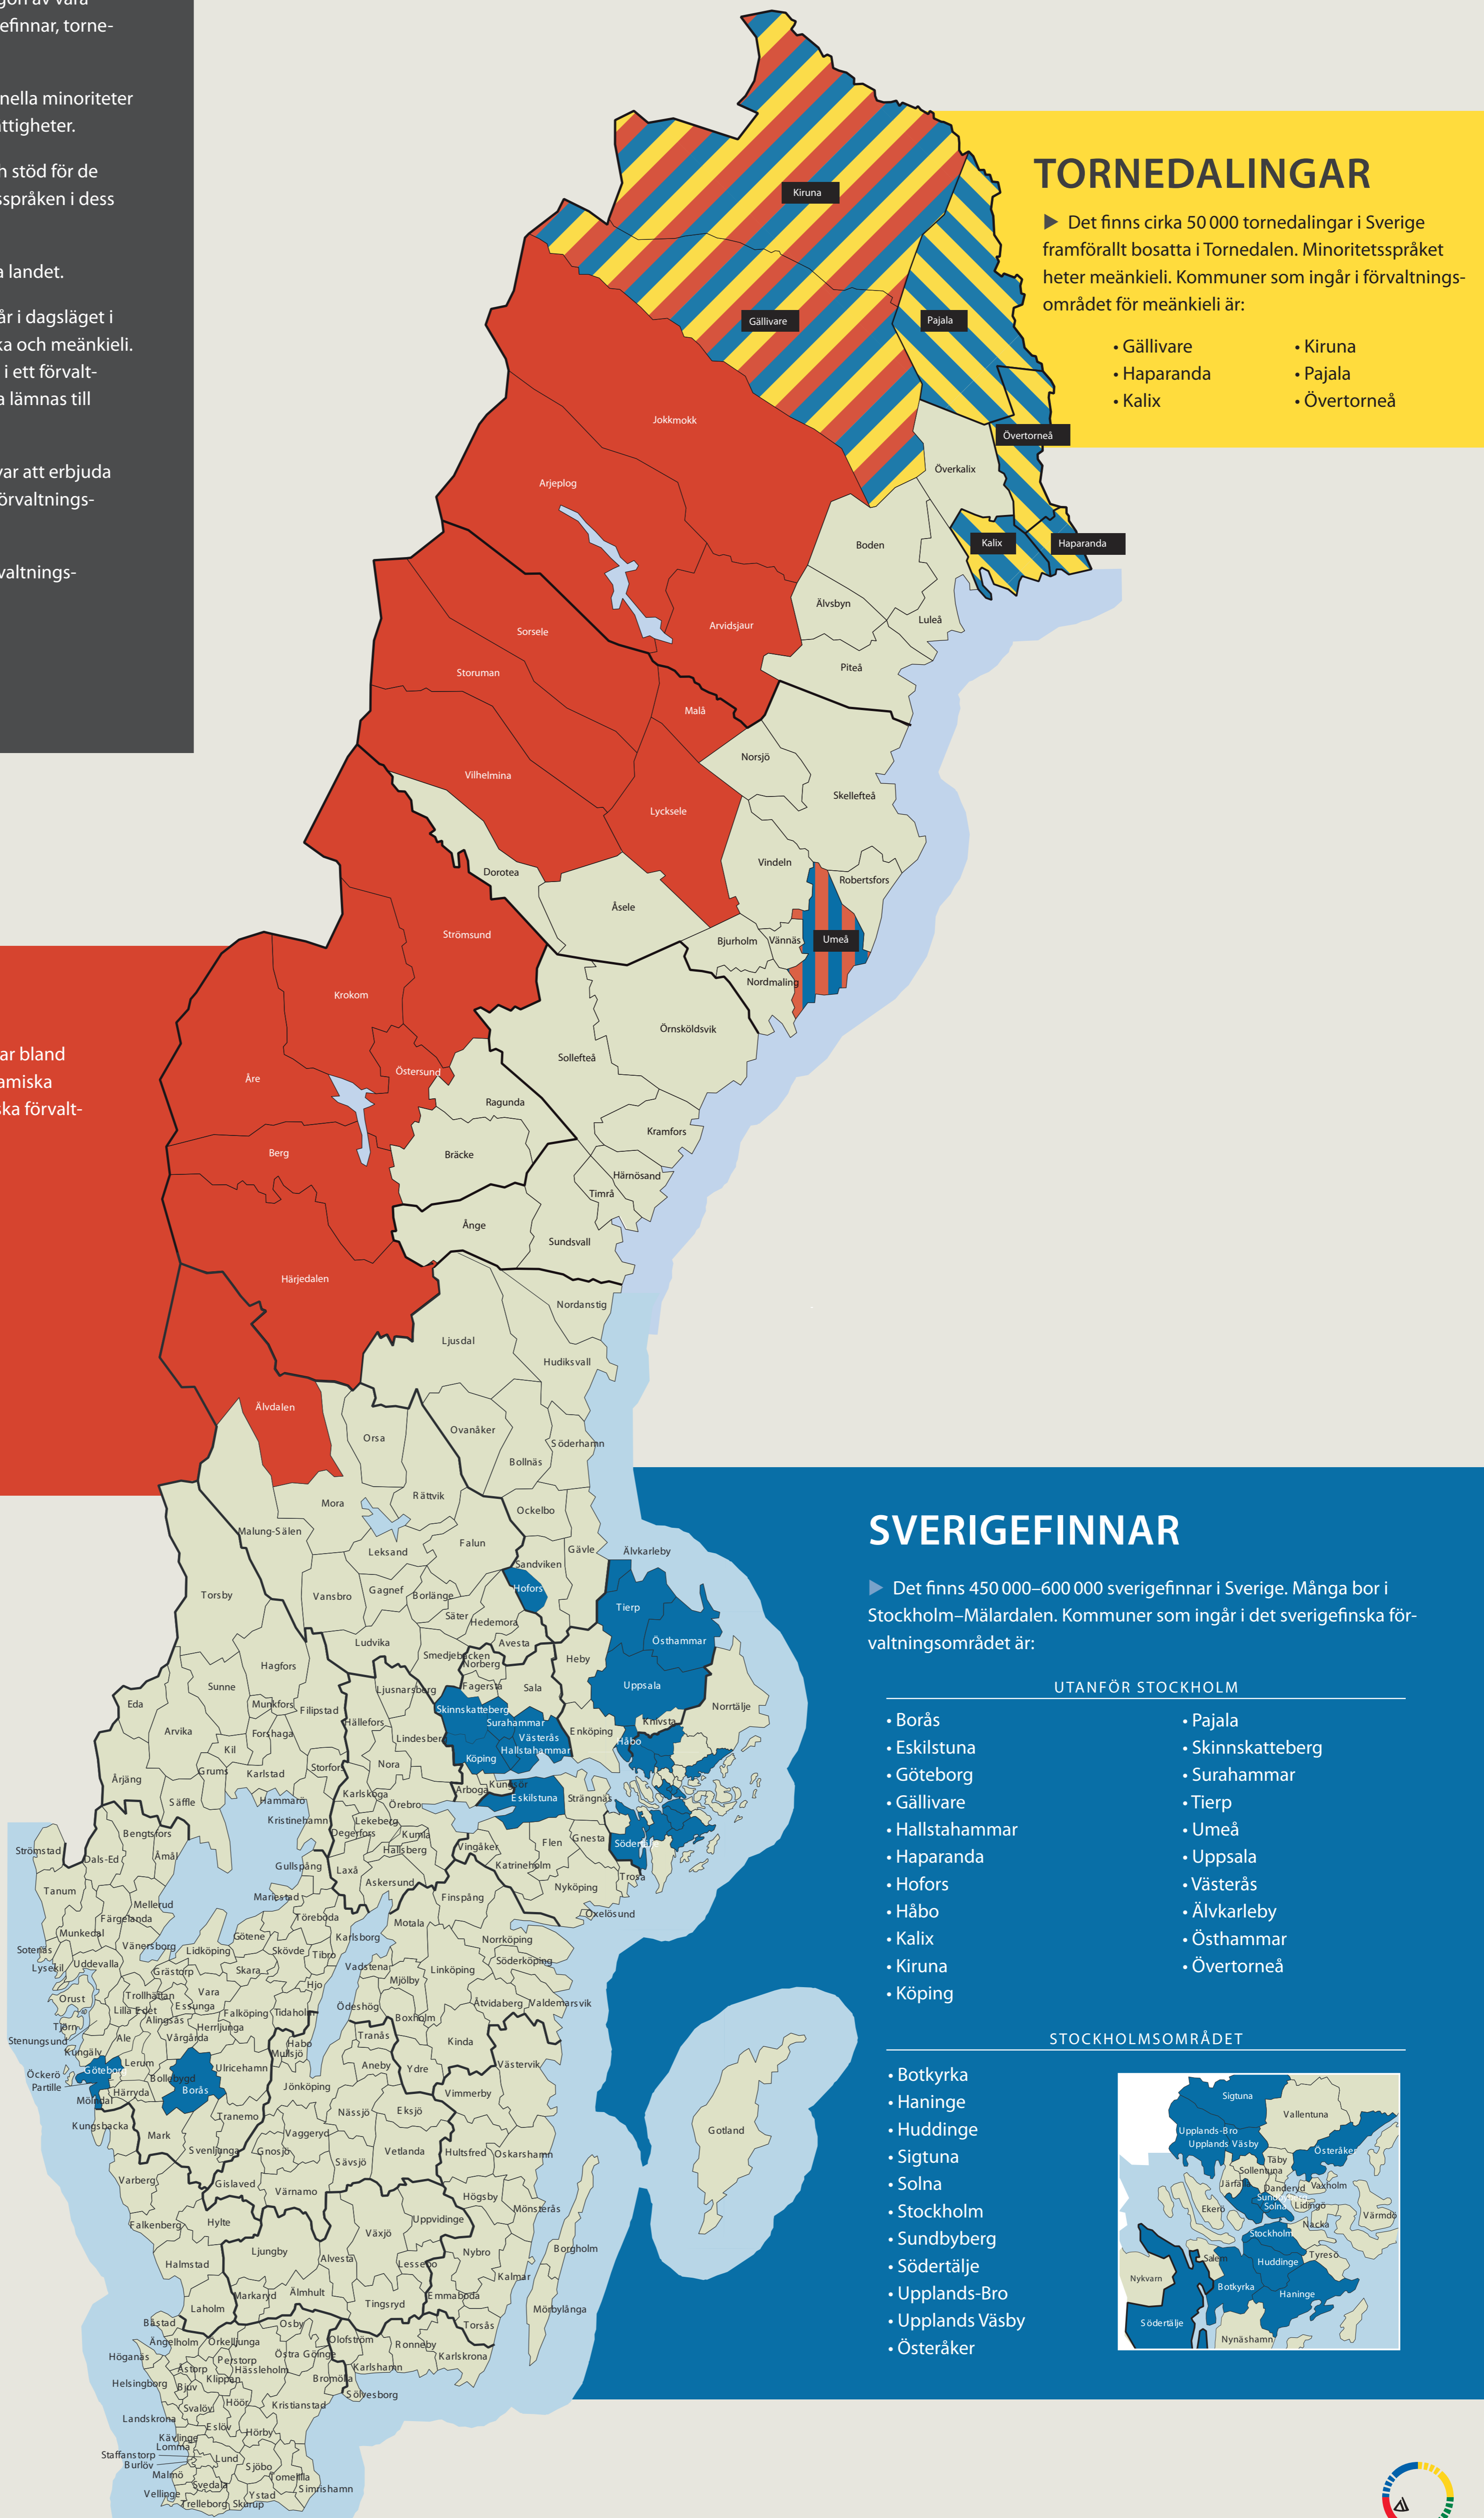 gon av våra
efinnar, torne-
nella minoriteter
ättigheter.
h stöd för de
sspråken i dess
a landet.
år i dagsläget i
ka och meänkieli.
i ett förvalt-
a lämnas till
var att erbjuda
örvaltnings-
valtnings-
TORNEDALINGAR
▶ Det finns cirka 50 000 tornedalingar i Sverige
framförallt bosatta i Tornedalen. Minoritetsspråket
heter meänkieli. Kommuner som ingår i förvaltnings-
området för meänkieli är:
• Gällivare
• Haparanda
• Kalix
• Kiruna
• Pajala
• Övertorneå
Kiruna
Gällivare
Pajala
Jokkmokk
Övertorneå
Överkalix
Arjeplog
Boden
Kalix
Haparanda
Älvsbyn
Luleå
Arvidsjaur
Sorsele
Piteå
Storuman
Malå
Norsjö
Vilhelmina
Skellefteå
Lycksele
Vindeln
Dorotea
Robertsfors
Åsele
Strömsund
Bjurholm
Vännäs
Umeå
Nordmaling
Krokom
Örnsköldsvik
Sollefteå
Åre
Östersund
Ragunda
Kramfors
Berg
Bräcke
Härnösand
Timrå
Ånge
Sundsvall
Härjedalen
ar bland
amiska
ska förvalt-
Nordanstig
Ljusdal
Hudiksvall
Älvdalen
Orsa
Ovanåker
Söderhamn
Bollnäs
Mora
Rättvik
Ockelbo
Malung-Sälen
Leksand
Falun
Gävle
Älvkarleby
Sandviken
Torsby
Vansbro
Gagnef
Borlänge
Hofors
Säter
Hedemora
Tierp
Ludvika
Avesta
Östhammar
Smedjebacken
Norberg
Heby
Hagfors
Sunne
Ljusnarsberg
Fagersta
Sala
Uppsala
Eda
Munkfors
Filipstad
Skinnskatteberg
Norrtälje
Arvika
Forshaga
Hällefors
Surahammar
Knivsta
Enköping
Kil
Lindesberg
Västerås
Håbo
Hallstahammar
Köping
Årjäng
Grums
Karlstad
Storfors
Nora
Kungsör
Arboga
Säffle
Hammarö
Karlskoga
Örebro
Eskilstuna
Strängnäs
Kristinehamn
Lekeberg
Degerfors
Kumla
Hallsberg
Bengtsfors
Strömstad
Dals-Ed
Åmål
Vingåker
Flen
Gnesta
Södertälje
Gullspång
Laxå
Katrineholm
Trosa
Tanum
Askersund
Nyköping
Mariestad
Finspång
Mellerud
Färgelanda
Töreboda
Oxelösund
Munkedal
Motala
Sotenäs
Vänersborg
Götene
Karlsborg
Norrköping
Lidköping
Skövde
Tibro
Lysekil
Uddevalla
Grästorp
Skara
Vadstena
Linköping
Söderköping
Mjölby
Orust
Trollhättan
Vara
Hjo
Lilla Edet
Essunga
Falköping
Tidaholm
Ödeshög
Åtvidaberg
Valdemarsvik
Tjörn
Alingsås
Herrljunga
Boxholm
Stenungsund
Ale
Vårgårda
Habo
Tranås
Kinda
Kungälv
Mullsjö
Öckerö
Göteborg
Lerum
Ulricehamn
Aneby
Ydre
Västervik
Partille
Bollebygd
Borås
Jönköping
Vimmerby
Mölndal
Härryda
Kungsbacka
Tranemo
Nässjö
Eksjö
Gotland
Mark
Vaggeryd
Svenljunga
Gnosjö
Vetlanda
Hultsfred
Oskarshamn
Sävsjö
Varberg
Gislaved
Värnamo
Högsby
Mönsterås
Falkenberg
Hylte
Växjö
Uppvidinge
Ljungby
Nybro
Borgholm
Halmstad
Alvesta
Lessebo
Kalmar
Markaryd
Älmhult
Emmaboda
Laholm
Tingsryd
Mörbylånga
Båstad
Osby
Torsås
Ängelholm
Örkelljunga
Olofström
Ronneby
Höganäs
Perstorp
Östra Göinge
Karlshamn
Karlskrona
Åstorp
Hässleholm
Helsingborg
Bjuv
Klippan
Bromölla
Sölvesborg
Svalöv
Höör
Kristianstad
Landskrona
Eslöv
Hörby
Kävlinge
Lomma
Staffanstorp
Lund
Burlöv
Sjöbo
Malmö
Tomelilla
Svedala
Simrishamn
Vellinge
Ystad
Trelleborg
Skurup
SVERIGEFINNAR
▶ Det finns 450 000–600 000 sverigefinnar i Sverige. Många bor i
Stockholm–Mälardalen. Kommuner som ingår i det sverigefinska för-
valtningsområdet är:
UTANFÖR STOCKHOLM
• Borås
• Eskilstuna
• Göteborg
• Gällivare
• Hallstahammar
• Haparanda
• Hofors
• Håbo
• Kalix
• Kiruna
• Köping
• Pajala
• Skinnskatteberg
• Surahammar
• Tierp
• Umeå
• Uppsala
• Västerås
• Älvkarleby
• Östhammar
• Övertorneå
STOCKHOLMSOMRÅDET
• Botkyrka
• Haninge
• Huddinge
• Sigtuna
• Solna
• Stockholm
• Sundbyberg
• Södertälje
• Upplands-Bro
• Upplands Väsby
• Österåker
Sigtuna
Vallentuna
Upplands-Bro
Upplands Väsby
Österåker
Täby
Sollentuna
Järfälla
Danderyd
Vaxholm
Sundbyberg
Solna
Lidingö
Ekerö
Värmdö
Nacka
Stockholm
Salem
Huddinge
Tyresö
Nykvarn
Botkyrka
Haninge
Södertälje
Nynäshamn